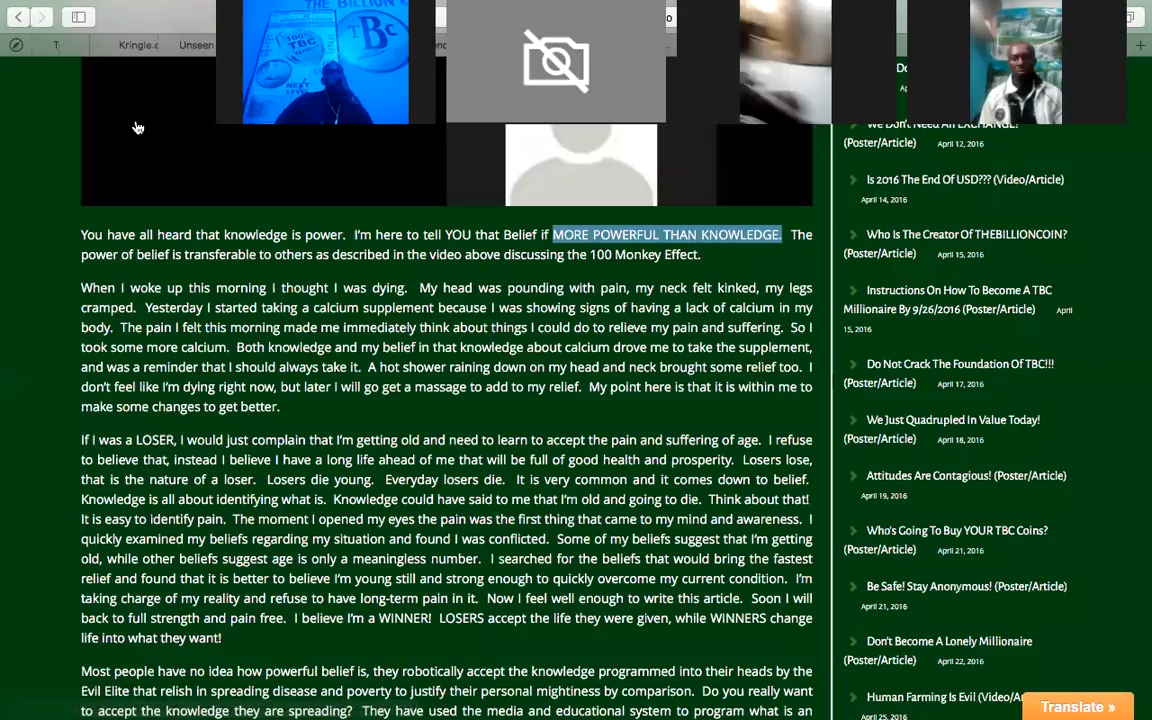 T
Kringle.c
Unseen
THE BILLION
100%
TBC
NEXT
LEVEL
TBC
You have all heard that knowledge is power. I'm here to tell YOU that Belief if MORE POWERFUL THAN KNOWLEDGE. The
power of belief is transferable to others as described in the video above discussing the 100 Monkey Effect.
When I woke up this morning I thought I was dying. My head was pounding with pain, my neck felt kinked, my legs
cramped. Yesterday I started taking a calcium supplement because I was showing signs of having a lack of calcium in my
body. The pain I felt this morning made me immediately think about things I could do to relieve my pain and suffering. So I
took some more calcium. Both knowledge and my belief in that knowledge about calcium drove me to take the supplement,
and was a reminder that I should always take it. A hot shower raining down on my head and neck brought some relief too. I
don't feel like I'm dying right now, but later I will go get a massage to add to my relief. My point here is that it is within me to
make some changes to get better.
If I was a LOSER, I would just complain that I'm getting old and need to learn to accept the pain and suffering of age. I refuse
to believe that, instead I believe I have a long life ahead of me that will be full of good health and prosperity. Losers lose,
that is the nature of a loser. Losers die young. Everyday losers die. It is very common and it comes down to belief.
Knowledge is all about identifying what is. Knowledge could have said to me that I'm old and going to die. Think about that!
It is easy to identify pain. The moment I opened my eyes the pain was the first thing that came to my mind and awareness. I
quickly examined my beliefs regarding my situation and found I was conflicted. Some of my beliefs suggest that I'm getting
old, while other beliefs suggest age is only a meaningless number. I searched for the beliefs that would bring the fastest
relief and found that it is better to believe I'm young still and strong enough to quickly overcome my current condition. I'm
taking charge of my reality and refuse to have long-term pain in it. Now I feel well enough to write this article. Soon I will
back to full strength and pain free. I believe I'm a WINNER! LOSERS accept the life they were given, while WINNERS change
life into what they want!
Most people have no idea how powerful belief is, they robotically accept the knowledge programmed into their heads by the
Evil Elite that relish in spreading disease and poverty to justify their personal mightiness by comparison. Do you really want
to accept the knowledge they are spreading? They have used the media and educational system to program what is an
Do
We Don't Need An EXCHANGE!
(Poster/Article) April 12, 2016
Is 2016 The End Of USD??? (Video/Article)
April 14, 2016
Who Is The Creator Of THEBILLIONCOIN?
(Poster/Article) April 15, 2016
Instructions On How To Become A TBC
Millionaire By 9/26/2016 (Poster/Article) April
15, 2016
Do Not Crack The Foundation Of TBC!!!
(Poster/Article) April 17, 2016
We Just Quadrupled In Value Today!
(Poster/Article) April 18, 2016
Attitudes Are Contagious! (Poster/Article)
April 19, 2016
Who's Going To Buy YOUR TBC Coins?
(Poster/Article) April 21, 2016
Be Safe! Stay Anonymous! (Poster/Article)
April 21, 2016
Don't Become A Lonely Millionaire
(Poster/Article) April 22, 2016
Human Farming Is Evil (Video/A
April 25, 2016
Translate »